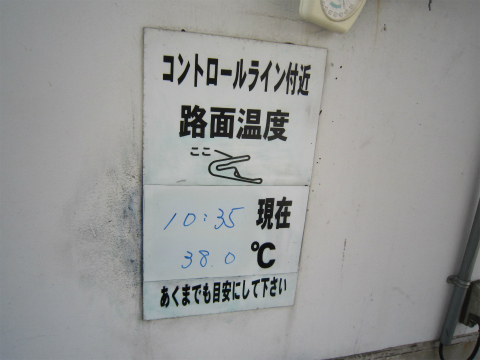 コントロールライン付近
路面温度
ここ
10:35 現在
38.0 ℃
あくまでも目安にして下さい